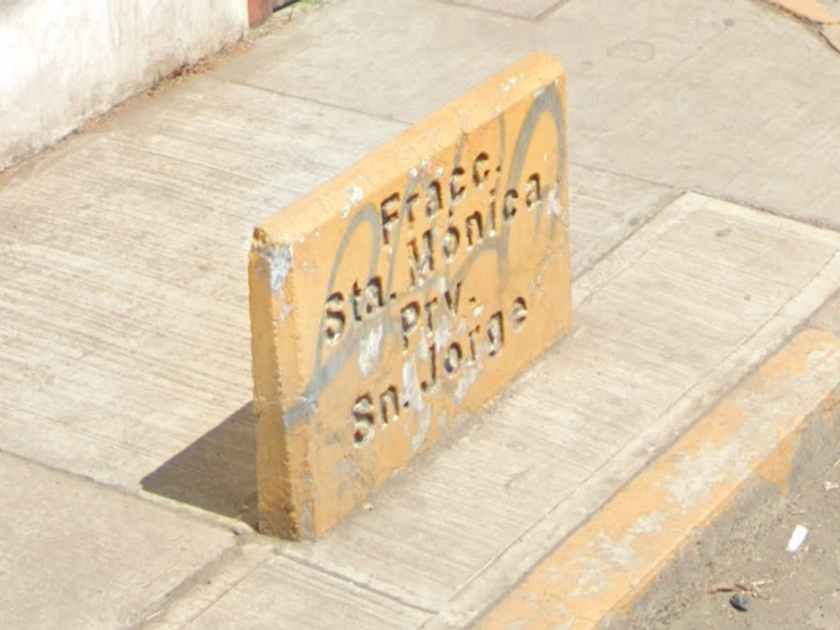 Fracc.
Sta. Mónica
Prv.
Sn. Jorge